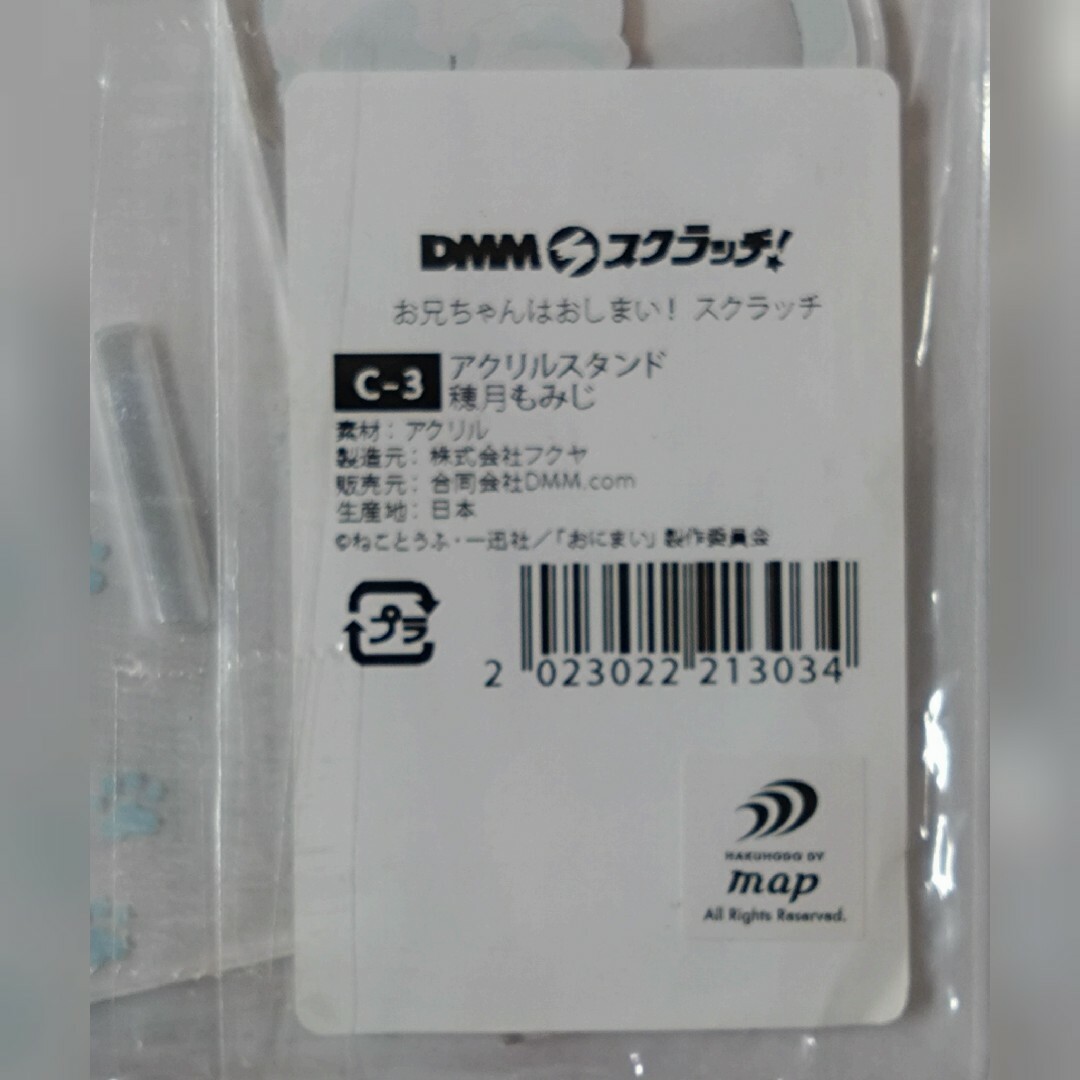 DMM スクラッチ!
お兄ちゃんはおしまい! スクラッチ
C-3 アクリルスタンド
穂月もみじ
素材：アクリル
製造元：株式会社フクヤ
販売元：合同会社DMM.com
生産地：日本
©ねことうふ・一迅社／「おにまい」製作委員会
プラ
2 023022 213034
HAKUHODO DY
map
All Rights Reserved.